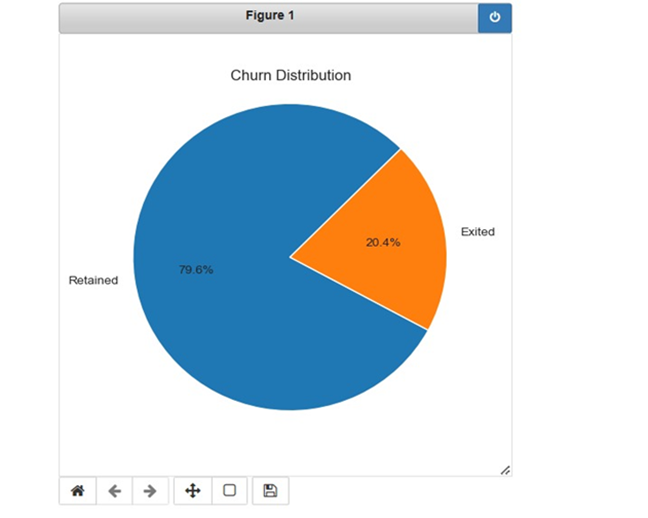 Figure 1
Churn Distribution
Exited
20.4%
79.6%
Retained